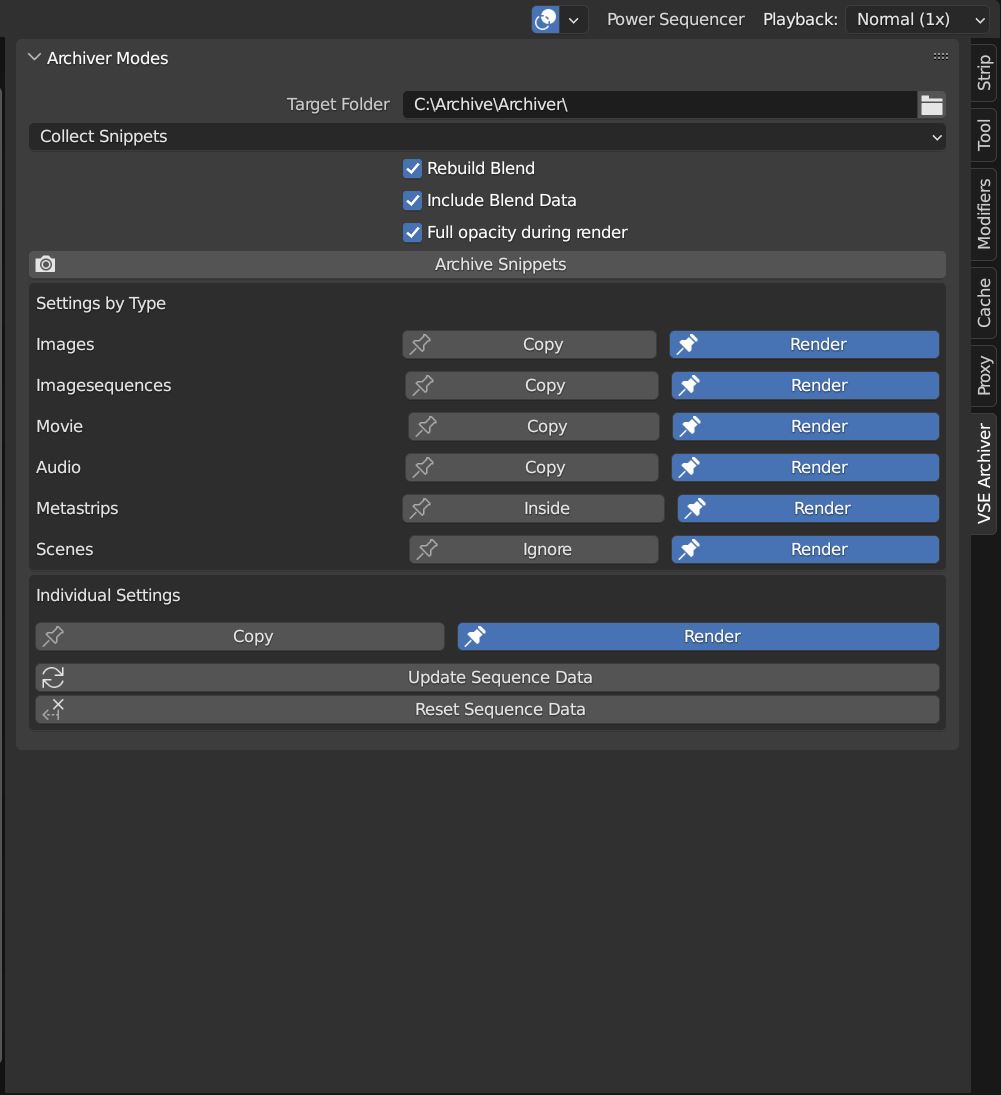 Power Sequencer Playback: Normal (1x)
Archiver Modes
Target Folder C:\Archive\Archiver\
Collect Snippets
Rebuild Blend
Include Blend Data
Full opacity during render
Archive Snippets
Settings by Type
Images Copy Render
Imagesequences Copy Render
Movie Copy Render
Audio Copy Render
Metastrips Inside Render
Scenes Ignore Render
Individual Settings
Copy Render
Update Sequence Data
Reset Sequence Data
Strip
Tool
Modifiers
Cache
Proxy
VSE Archiver